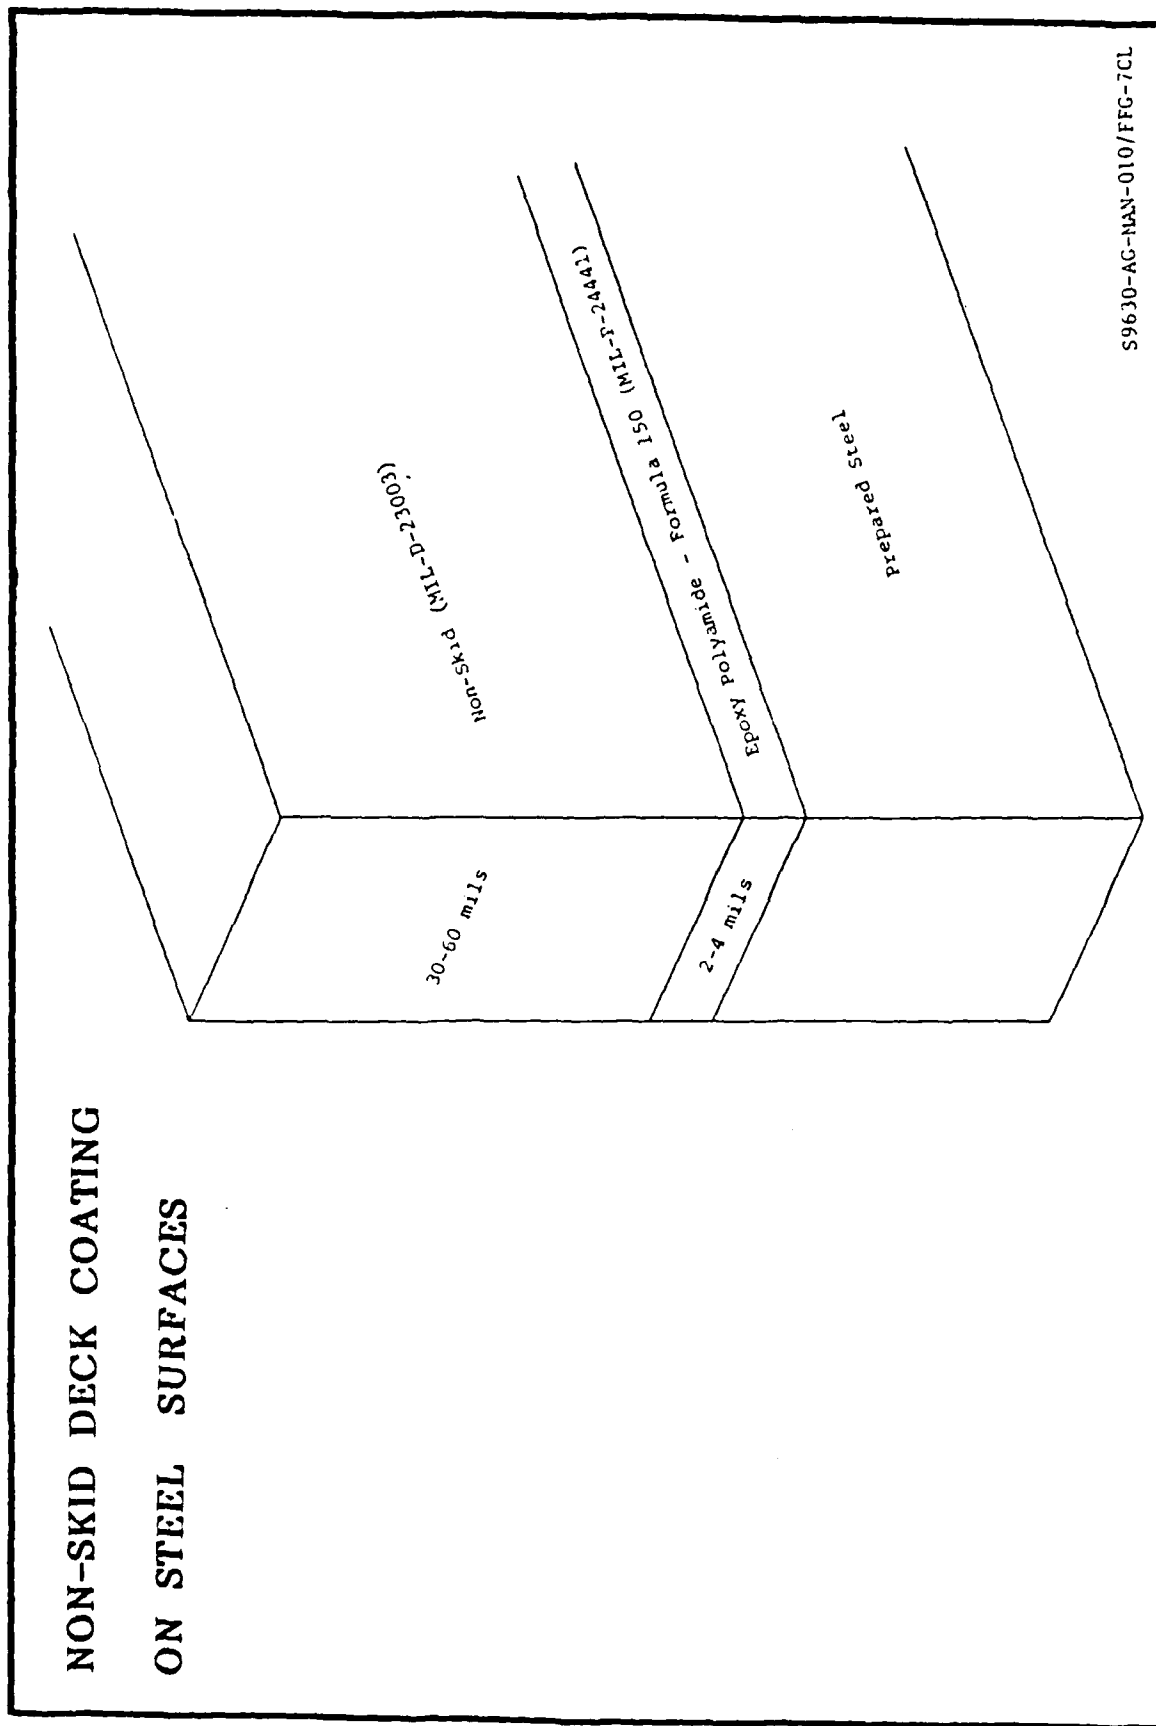 NON-SKID DECK COATING
ON STEEL SURFACES
30-60 mils
Non-Skid (MIL-D-23003)
2-4 mils
Epoxy Polyamide - Formula 150 (MIL-P-24441)
Prepared Steel
S9630-AG-MAN-010/FFG-7CL